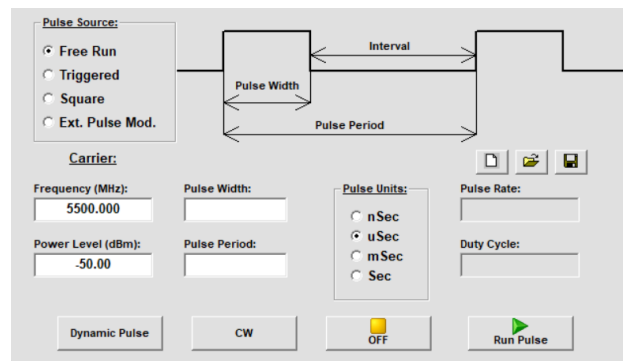 Pulse Source:
Free Run
Triggered
Square
Ext. Pulse Mod.
Interval
Pulse Width
Pulse Period
Carrier:
Frequency (MHz):
5500.000
Pulse Width:
Pulse Units:
nSec
uSec
mSec
Sec
Pulse Rate:
Power Level (dBm):
-50.00
Pulse Period:
Duty Cycle:
Dynamic Pulse
CW
OFF
Run Pulse